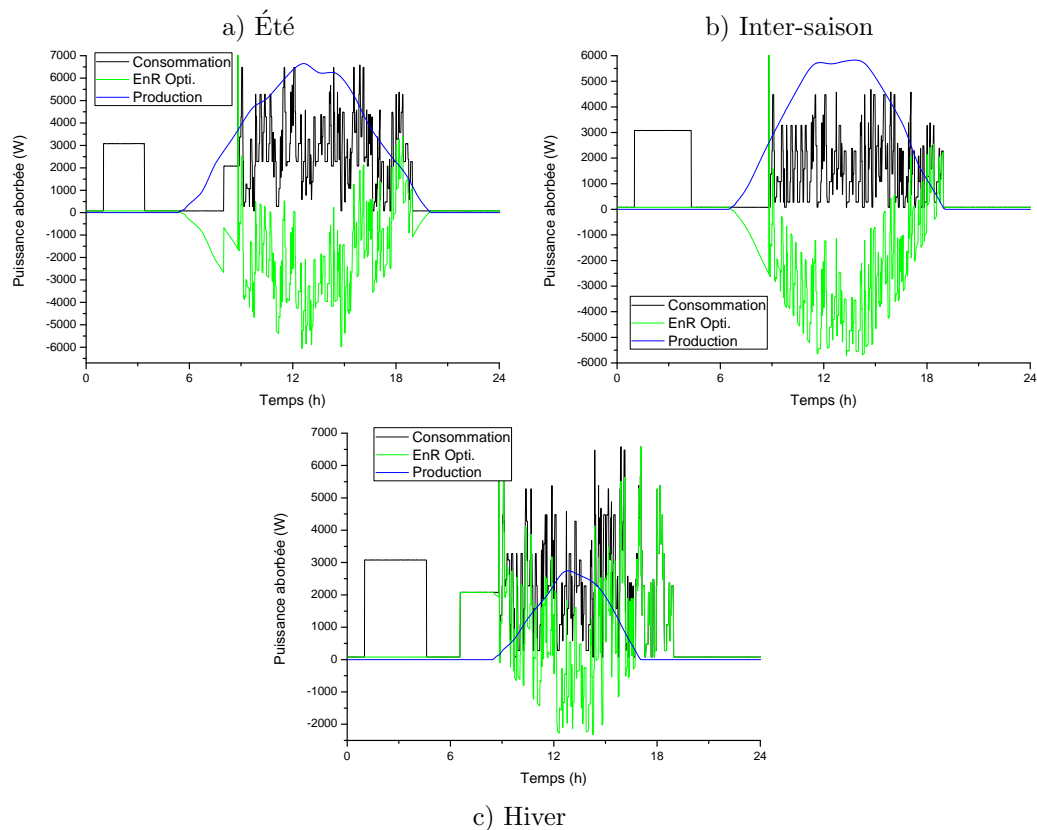 a) Été
b) Inter-saison
7000
6000
5000
4000
3000
2000
1000
0
-1000
-2000
-3000
-4000
-5000
-6000
Puissance aborbée (W)
Consommation
EnR Opti.
Production
0
6
12
18
24
Temps (h)
6000
5000
4000
3000
2000
1000
0
-1000
-2000
-3000
-4000
-5000
-6000
Puissance aborbée (W)
Consommation
EnR Opti.
Production
0
6
12
18
24
Temps (h)
7000
6000
5000
4000
3000
2000
1000
0
-1000
-2000
Puissance aborbée (W)
Consommation
EnR Opti.
Production
0
6
12
18
24
Temps (h)
c) Hiver